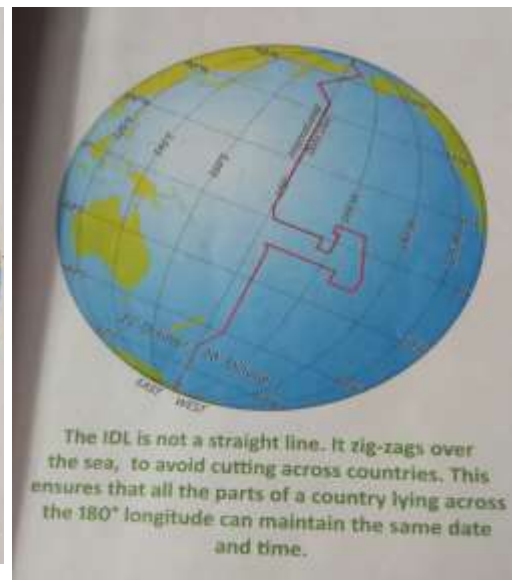 EAST WEST
The IDL is not a straight line. It zig-zags over
the sea, to avoid cutting across countries. This
ensures that all the parts of a country lying across
the 180° longitude can maintain the same date
and time.